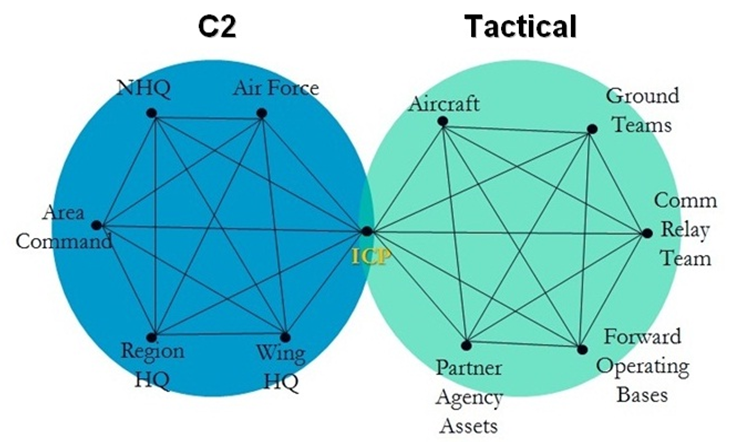 C2
Tactical
NHQ
Air Force
Area
Command
ICP
Region
HQ
Wing
HQ
Aircraft
Ground
Teams
Comm
Relay
Team
Forward
Operating
Bases
Partner
Agency
Assets